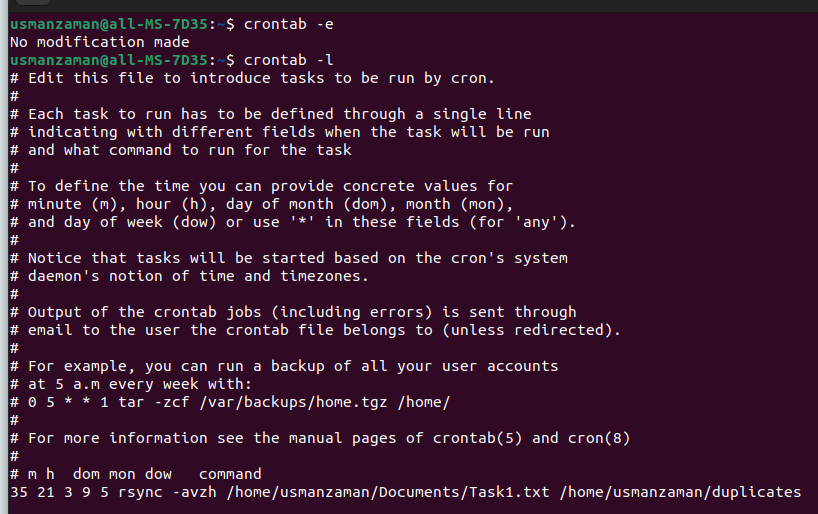 usmanzaman@all-MS-7D35:~$ crontab -e
No modification made
usmanzaman@all-MS-7D35:~$ crontab -l
# Edit this file to introduce tasks to be run by cron.
#
# Each task to run has to be defined through a single line
# indicating with different fields when the task will be run
# and what command to run for the task
#
# To define the time you can provide concrete values for
# minute (m), hour (h), day of month (dom), month (mon),
# and day of week (dow) or use '*' in these fields (for 'any').
#
# Notice that tasks will be started based on the cron's system
# daemon's notion of time and timezones.
#
# Output of the crontab jobs (including errors) is sent through
# email to the user the crontab file belongs to (unless redirected).
#
# For example, you can run a backup of all your user accounts
# at 5 a.m every week with:
# 0 5 * * 1 tar -zcf /var/backups/home.tgz /home/
#
# For more information see the manual pages of crontab(5) and cron(8)
#
# m h  dom mon dow   command
35 21 3 9 5 rsync -avzh /home/usmanzaman/Documents/Task1.txt /home/usmanzaman/duplicates